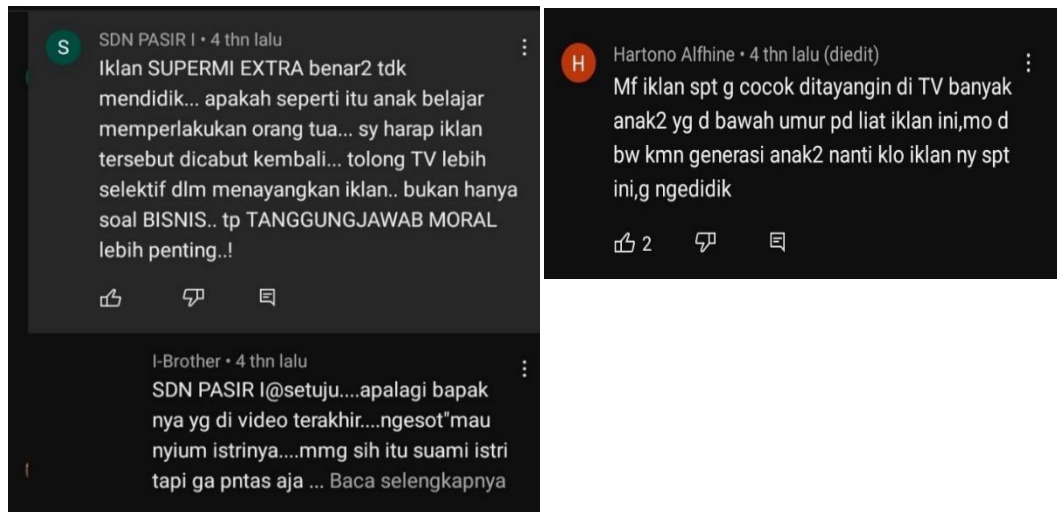 S
SDN PASIR I • 4 thn lalu
Iklan SUPERMI EXTRA benar2 tdk
mendidik... apakah seperti itu anak belajar
memperlakukan orang tua... sy harap iklan
tersebut dicabut kembali... tolong TV lebih
selektif dlm menayangkan iklan.. bukan hanya
soal BISNIS.. tp TANGGUNGJAWAB MORAL
lebih penting..!
I-Brother • 4 thn lalu
SDN PASIR I@setuju....apalagi bapak
nya yg di video terakhir....ngesot"mau
nyium istrinya....mmg sih itu suami istri
tapi ga pntas aja ... Baca selengkapnya
H
Hartono Alfhine • 4 thn lalu (diedit)
Mf iklan spt g cocok ditayangin di TV banyak
anak2 yg d bawah umur pd liat iklan ini,mo d
bw kmn generasi anak2 nanti klo iklan ny spt
ini,g ngedidik
2